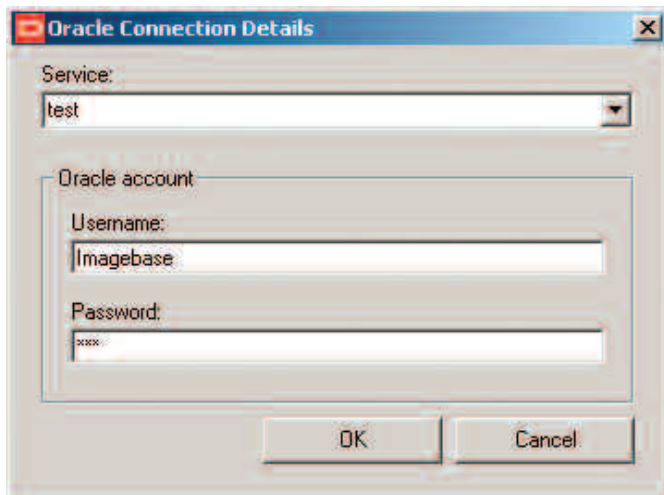 Oracle Connection Details
Service:
test
Oracle account
Username:
Imagebase
Password:
×××
OK Cancel